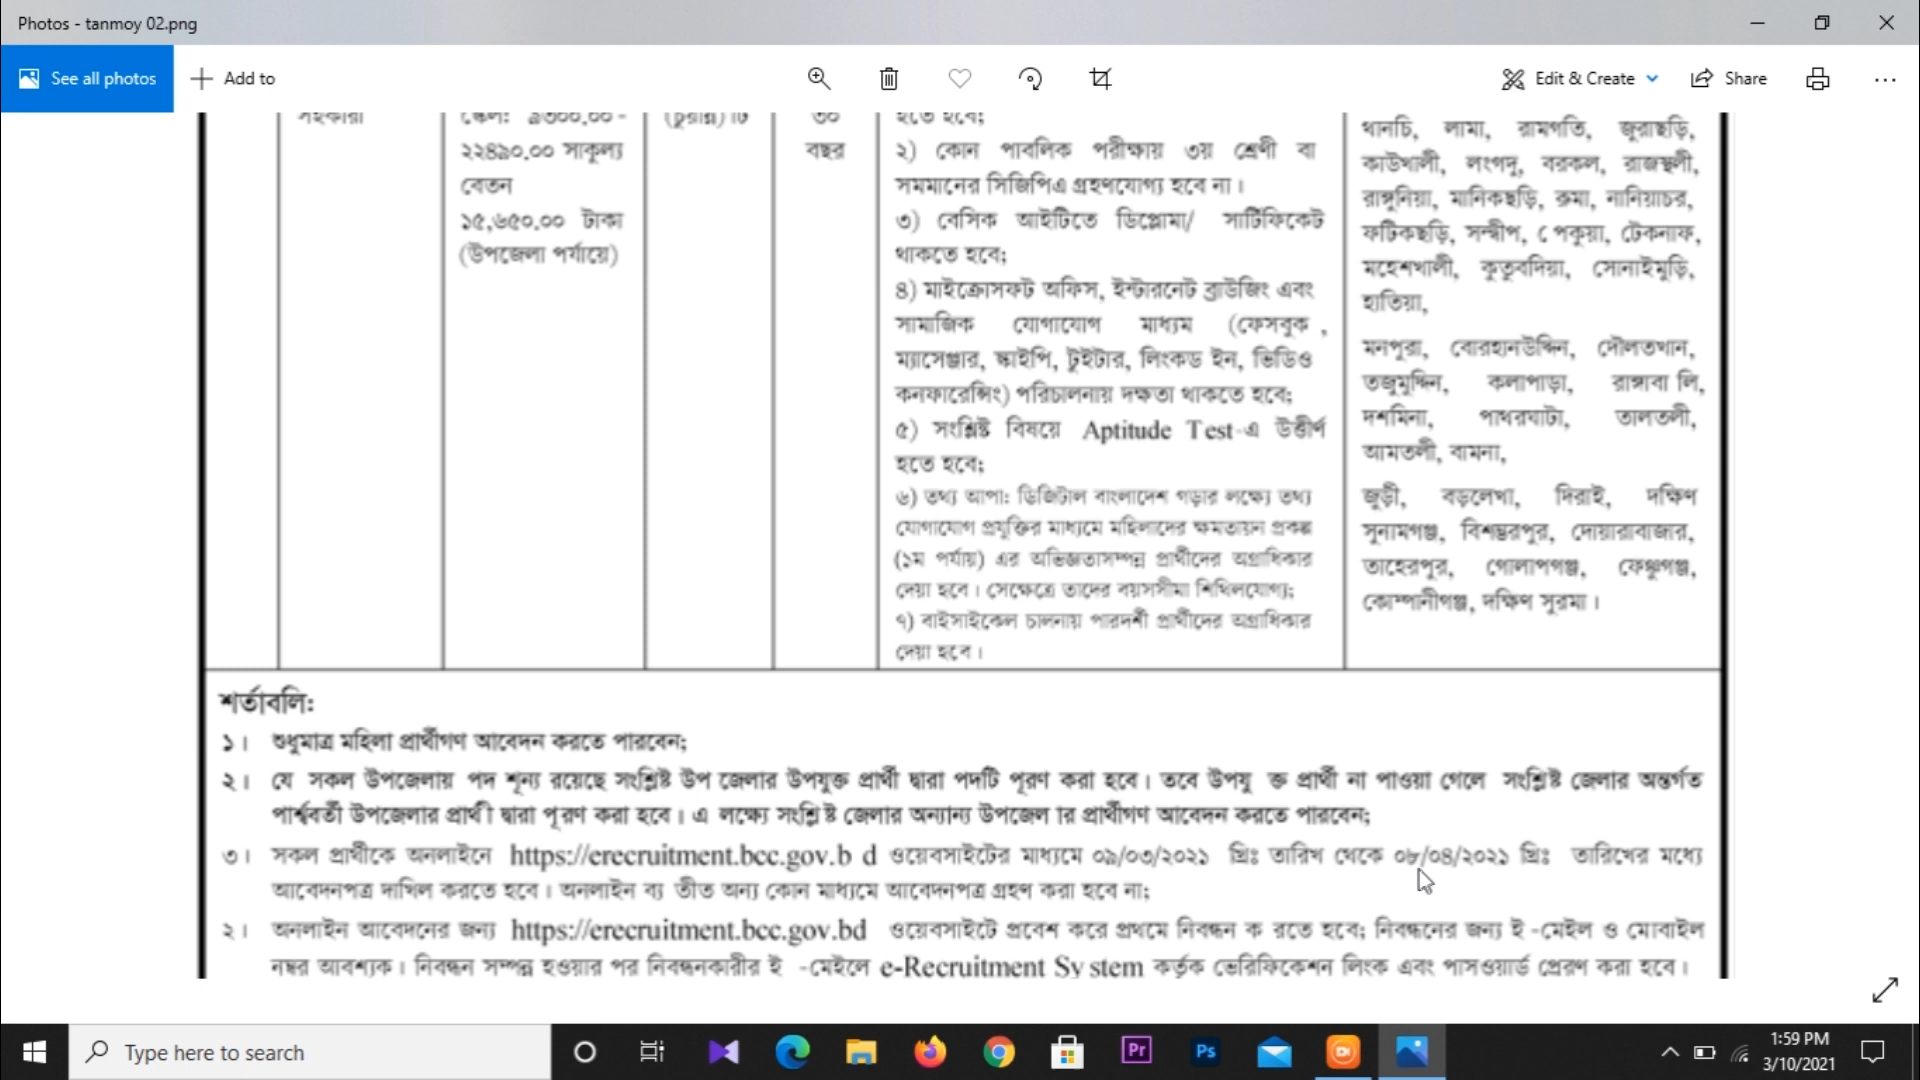 Photos - tanmoy 02.png
See all photos
Add to
Edit & Create
Share
২২৪৯০.০০ সাকুল্য
বেতন
১৫,৬৫০.০০ টাকা
(উপজেলা পর্যায়ে)
৩০
বছর
হতে হবে;
২) কোন পাবলিক পরীক্ষায় ৩য় শ্রেণী বা
সমমানের সিজিপিএ গ্রহণযোগ্য হবে না।
৩) বেসিক আইটিতে ডিপ্লোমা/ সার্টিফিকেট
থাকতে হবে;
৪) মাইক্রোসফট অফিস, ইন্টারনেট ব্রাউজিং এবং
সামাজিক যোগাযোগ মাধ্যম (ফেসবুক ,
ম্যাসেঞ্জার, স্কাইপি, টুইটার, লিংকড ইন, ভিডিও
কনফারেন্সিং) পরিচালনায় দক্ষতা থাকতে হবে;
৫) সংশ্লিষ্ট বিষয়ে Aptitude Test-এ উত্তীর্ণ
হতে হবে;
৬) তথ্য আপা: ডিজিটাল বাংলাদেশ গড়ার লক্ষ্যে তথ্য
যোগাযোগ প্রযুক্তির মাধ্যমে মহিলাদের ক্ষমতায়ন প্রকল্প
(১ম পর্যায়) এর অভিজ্ঞতাসম্পন্ন প্রার্থীদের অগ্রাধিকার
দেয়া হবে। সেক্ষেত্রে তাদের বয়সসীমা শিথিলযোগ্য;
৭) বাইসাইকেল চালনায় পারদর্শী প্রার্থীদের অগ্রাধিকার
দেয়া হবে।
থানচি, লামা, রামগতি, জুরাছড়ি,
কাউখালী, লংগদু, বরকল, রাজস্থলী,
রাঙ্গুনিয়া, মানিকছড়ি, রুমা, নানিয়াচর,
ফটিকছড়ি, সন্দ্বীপ, পেকুয়া, টেকনাফ,
মহেশখালী, কুতুবদিয়া, সোনাইমুড়ি,
হাতিয়া,
মনপুরা, বোরহানউদ্দিন, দৌলতখান,
তজুমুদ্দিন, কলাপাড়া, রাঙ্গাবালি,
দশমিনা, পাথরঘাটা, তালতলী,
আমতলী, বামনা,
জুড়ী, বড়লেখা, দিরাই, দক্ষিণ
সুনামগঞ্জ, বিশম্ভরপুর, দোয়ারাবাজার,
তাহেরপুর, গোলাপগঞ্জ, ফেঞ্চুগঞ্জ,
কোম্পানীগঞ্জ, দক্ষিণ সুরমা।
শর্তাবলি:
১। শুধুমাত্র মহিলা প্রার্থীগণ আবেদন করতে পারবেন;
২। যে সকল উপজেলায় পদ শূন্য রয়েছে সংশ্লিষ্ট উপ জেলার উপযুক্ত প্রার্থী দ্বারা পদটি পূরণ করা হবে। তবে উপযু ক্ত প্রার্থী না পাওয়া গেলে সংশ্লিষ্ট জেলার অন্তর্গত
পার্শ্ববর্তী উপজেলার প্রার্থী দ্বারা পূরণ করা হবে। এ লক্ষ্যে সংশ্লিষ্ট জেলার অন্যান্য উপজেলার প্রার্থীগণ আবেদন করতে পারবেন;
৩। সকল প্রার্থীকে অনলাইনে https://erecruitment.bcc.gov.b d ওয়েবসাইটের মাধ্যমে ০৯/০৩/২০২১ খ্রিঃ তারিখ থেকে ০৮/০৪/২০২১ খ্রিঃ তারিখের মধ্যে
আবেদনপত্র দাখিল করতে হবে। অনলাইন ব্য তীত অন্য কোন মাধ্যমে আবেদনপত্র গ্রহণ করা হবে না;
২। অনলাইন আবেদনের জন্য https://erecruitment.bcc.gov.bd ওয়েবসাইটে প্রবেশ করে প্রথমে নিবন্ধন ক রতে হবে; নিবন্ধনের জন্য ই -মেইল ও মোবাইল
নম্বর আবশ্যক। নিবন্ধন সম্পন্ন হওয়ার পর নিবন্ধনকারীর ই -মেইলে e-Recruitment Sy stem কর্তৃক ভেরিফিকেশন লিংক এবং পাসওয়ার্ড প্রেরণ করা হবে।
Type here to search
Pr
Ps
1:59 PM
3/10/2021